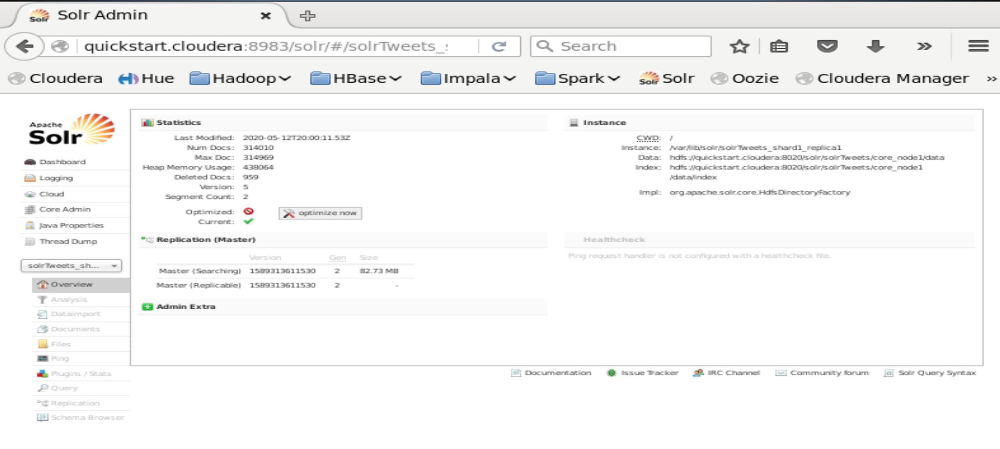 Solr Solr Admin
quickstart.cloudera:8983/solr/#/solrTweets_
Search
Cloudera Hue Hadoop HBase Impala Spark Solr Solr Oozie Cloudera Manager »
Apache
Solr
Dashboard
Logging
Cloud
Core Admin
Java Properties
Thread Dump
solrTweets_sh...
Overview
Analysis
Dataimport
Documents
Files
Ping
Plugins / Stats
Query
Replication
Schema Browser
Statistics
Last Modified: 2020-05-12T20:00:11.53Z
Num Docs: 314010
Max Doc: 314969
Heap Memory Usage: 438064
Deleted Docs: 959
Version: 5
Segment Count: 2
Optimized: optimize now
Current:
Replication (Master)
Version Gen Size
Master (Searching) 1589313611530 2 82.73 MB
Master (Replicable) 1589313611530 2 -
Admin Extra
Instance
CWD: /
Instance: /var/lib/solr/solrTweets_shard1_replica1
Data: hdfs://quickstart.cloudera:8020/solr/solrTweets/core_node1/data
Index: hdfs://quickstart.cloudera:8020/solr/solrTweets/core_node1
/data/index
Impl: org.apache.solr.core.HdfsDirectoryFactory
Healthcheck
Ping request handler is not configured with a healthcheck file.
Documentation Issue Tracker IRC Channel Community forum Solr Query Syntax